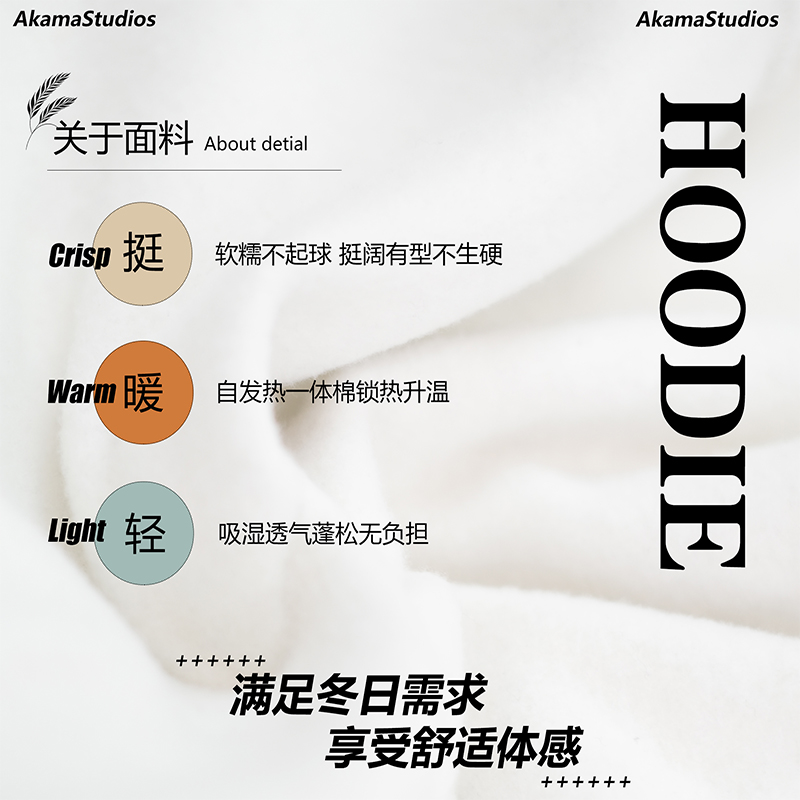 AkamaStudios
AkamaStudios
关于面料 About detial
Crisp 挺 软糯不起球 挺阔有型不生硬
Warm 暖 自发热一体棉锁热升温
Light 轻 吸湿透气蓬松无负担
HOODIE
++++++
满足冬日需求
享受舒适体感
++++++